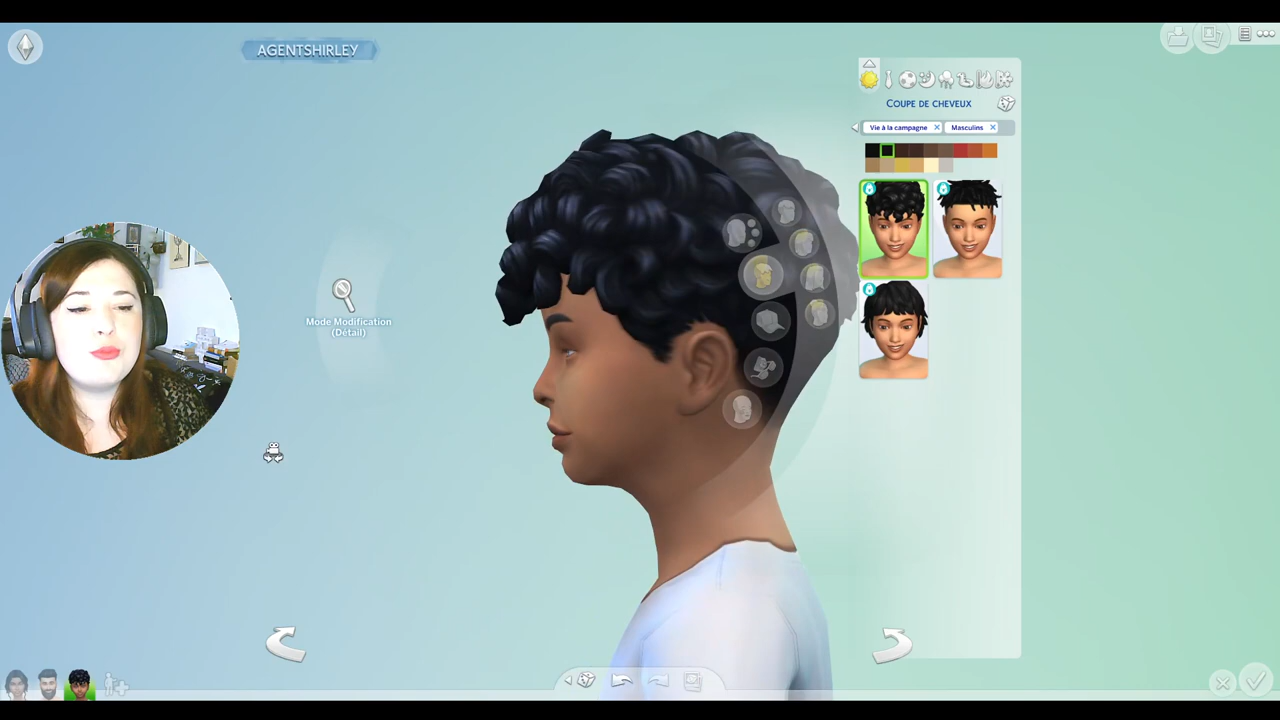 AGENTSHIRLEY
COUPE DE CHEVEUX
Vie à la campagne
Masculins
Mode Modification
(Détail)